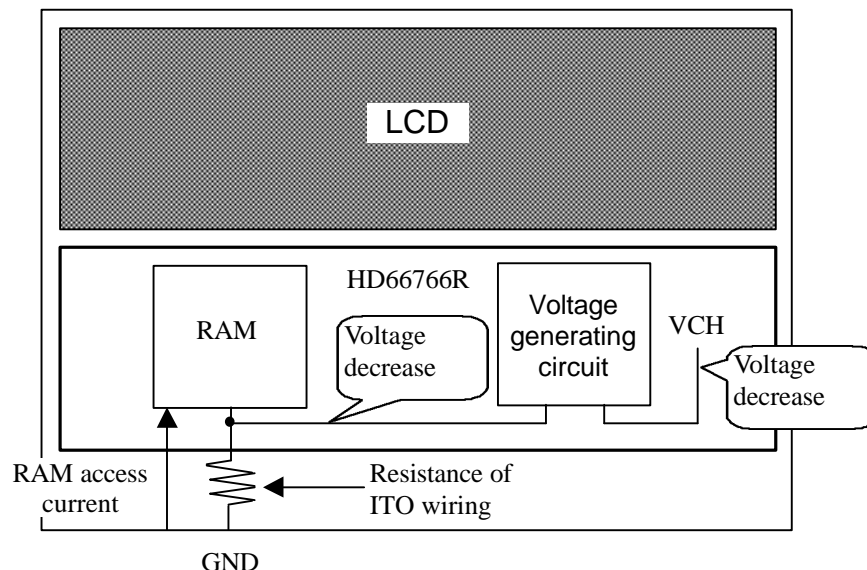 LCD
HD66766R
RAM
Voltage
decrease
Voltage
generating
circuit
VCH
Voltage
decrease
RAM access
current
Resistance of
ITO wiring
GND